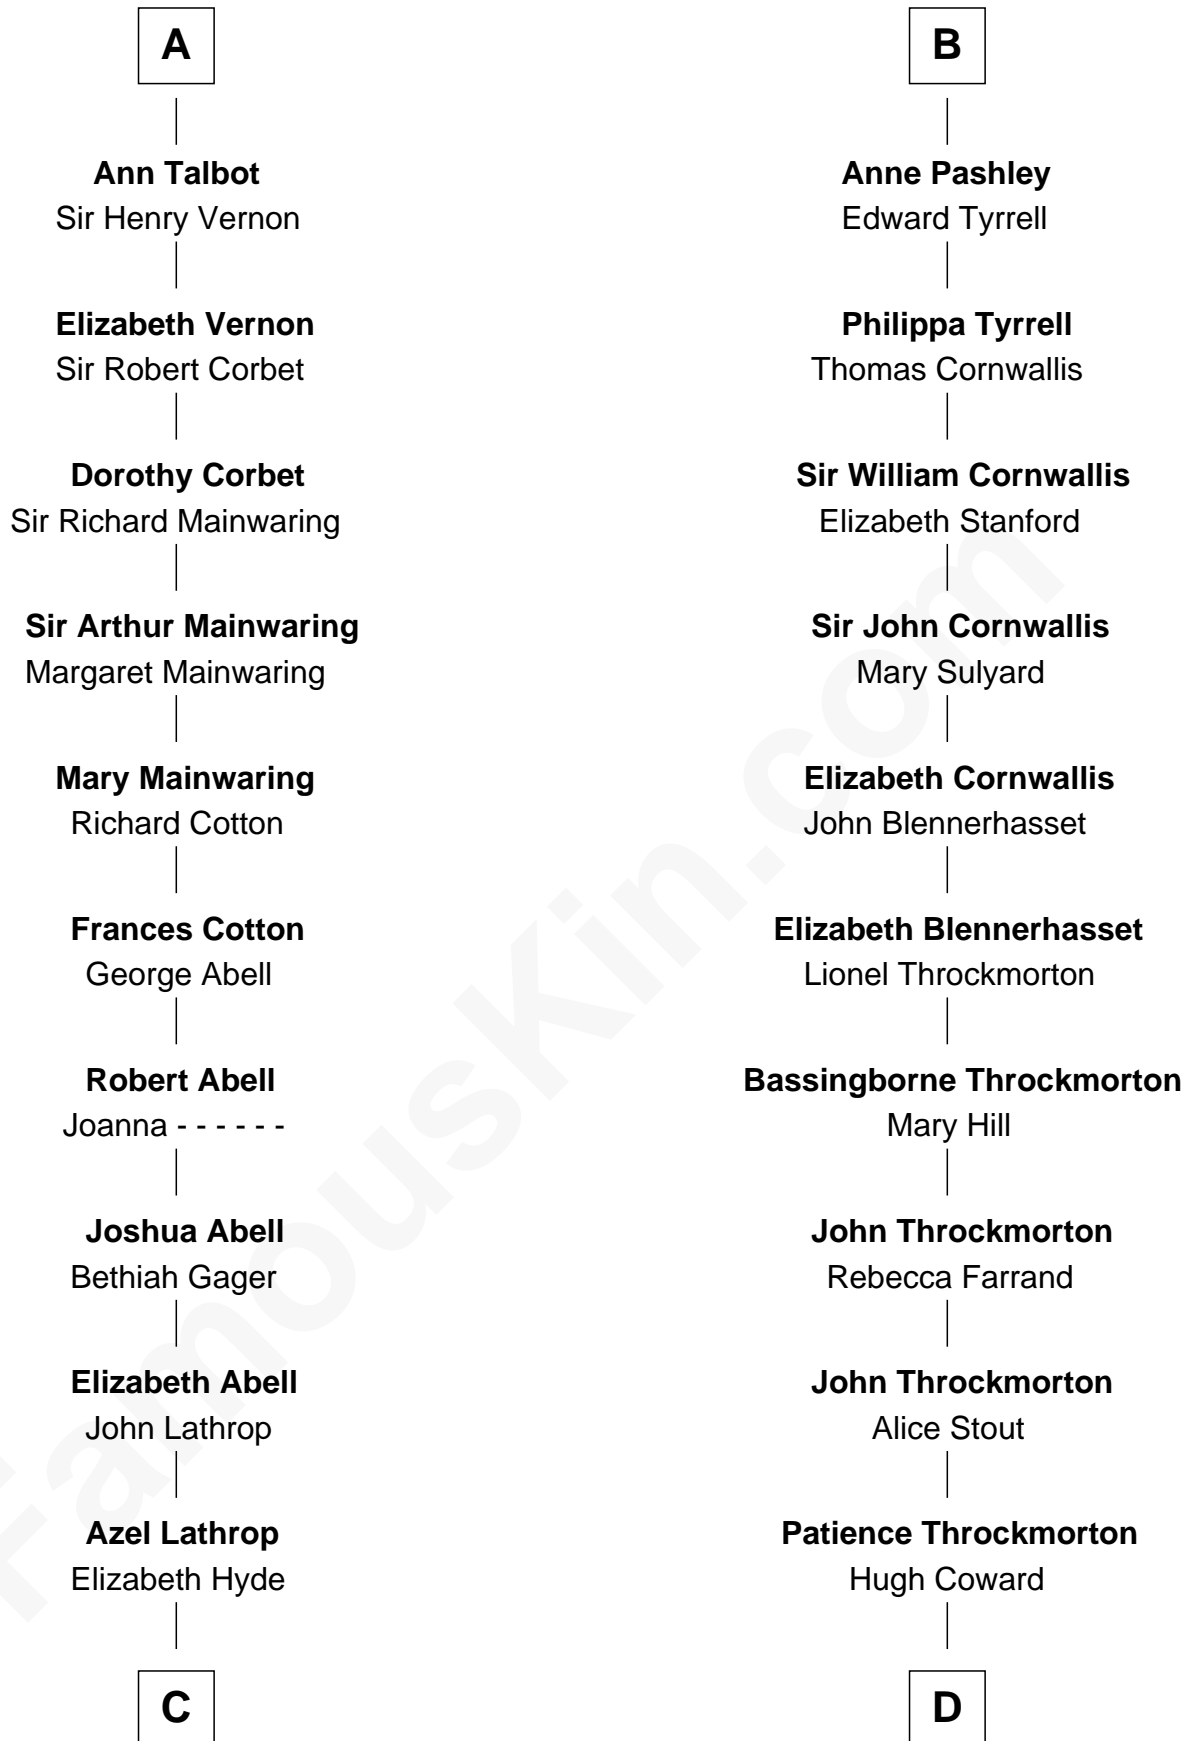 A
Ann Talbot
Sir Henry Vernon
Elizabeth Vernon
Sir Robert Corbet
Dorothy Corbet
Sir Richard Mainwaring
Sir Arthur Mainwaring
Margaret Mainwaring
Mary Mainwaring
Richard Cotton
Frances Cotton
George Abell
Robert Abell
Joanna - - - - - -
Joshua Abell
Bethiah Gager
Elizabeth Abell
John Lathrop
Azel Lathrop
Elizabeth Hyde
C
B
Anne Pashley
Edward Tyrrell
Philippa Tyrrell
Thomas Cornwallis
Sir William Cornwallis
Elizabeth Stanford
Sir John Cornwallis
Mary Sulyard
Elizabeth Cornwallis
John Blennerhasset
Elizabeth Blennerhasset
Lionel Throckmorton
Bassingborne Throckmorton
Mary Hill
John Throckmorton
Rebecca Farrand
John Throckmorton
Alice Stout
Patience Throckmorton
Hugh Coward
D
FamousKin.com